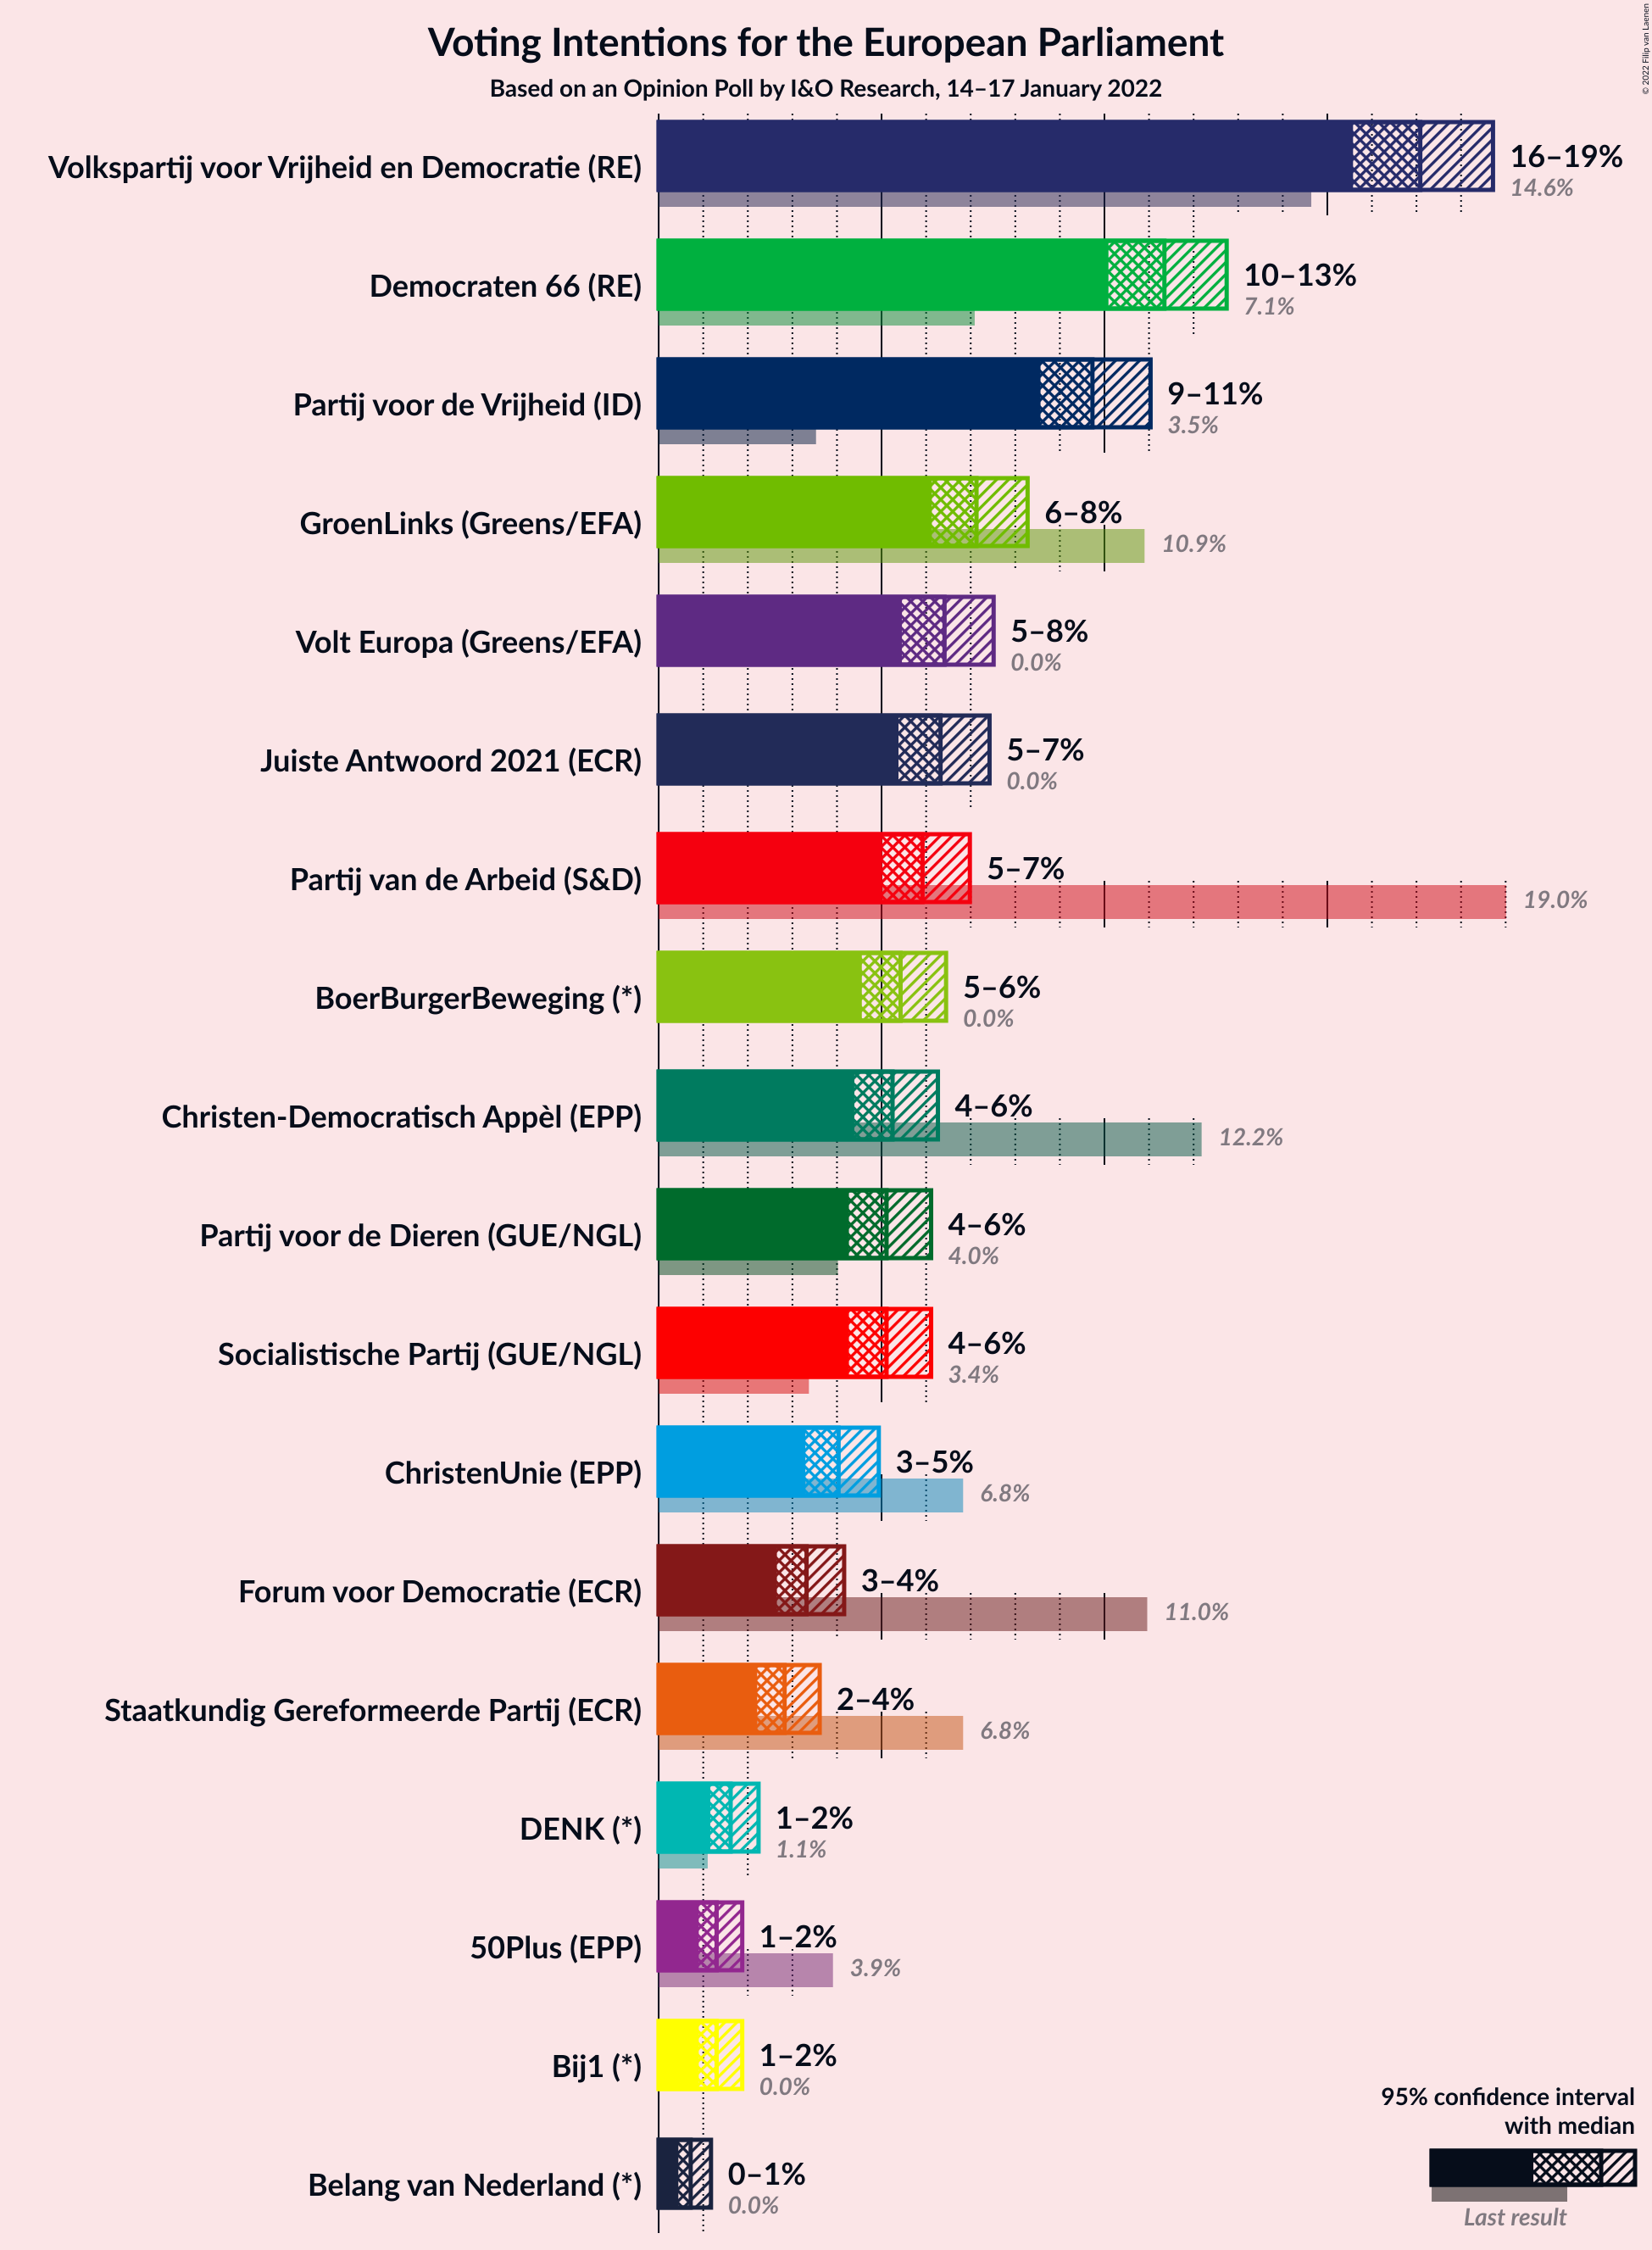 Voting Intentions for the European Parliament
Based on an Opinion Poll by I&O Research, 14–17 January 2022
© 2022 Filip van Laenen
Volkspartij voor Vrijheid en Democratie (RE)
16–19%
14.6%
Democraten 66 (RE)
10–13%
7.1%
Partij voor de Vrijheid (ID)
9–11%
3.5%
GroenLinks (Greens/EFA)
6–8%
10.9%
Volt Europa (Greens/EFA)
5–8%
0.0%
Juiste Antwoord 2021 (ECR)
5–7%
0.0%
Partij van de Arbeid (S&D)
5–7%
19.0%
BoerBurgerBeweging (*)
5–6%
0.0%
Christen-Democratisch Appèl (EPP)
4–6%
12.2%
Partij voor de Dieren (GUE/NGL)
4–6%
4.0%
Socialistische Partij (GUE/NGL)
4–6%
3.4%
ChristenUnie (EPP)
3–5%
6.8%
Forum voor Democratie (ECR)
3–4%
11.0%
Staatkundig Gereformeerde Partij (ECR)
2–4%
6.8%
DENK (*)
1–2%
1.1%
50Plus (EPP)
1–2%
3.9%
Bij1 (*)
1–2%
0.0%
Belang van Nederland (*)
0–1%
0.0%
95% confidence interval
with median
Last result